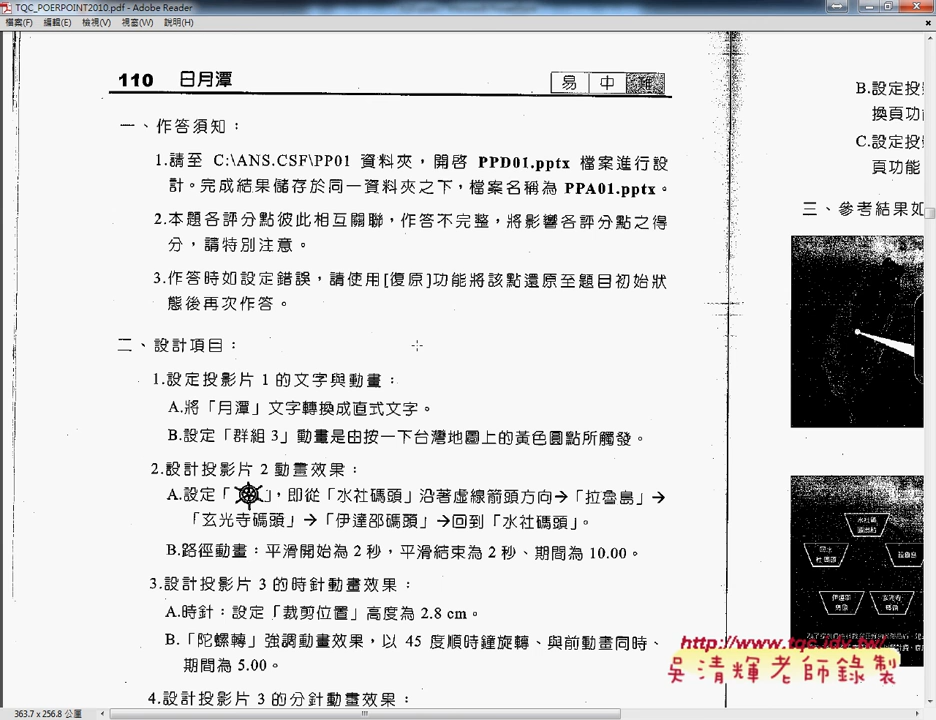 TQC_POERPOINT2010.pdf - Adobe Reader
檔案(F) 編輯(E) 檢視(V) 視窗(W) 說明(H)
110 日月潭
易 中 難
一、作答須知：
1.請至 C:\ANS.CSF\PP01 資料夾，開啓 PPD01.pptx 檔案進行設
計。完成結果儲存於同一資料夾之下，檔案名稱為 PPA01.pptx。
2.本題各評分點彼此相互關聯，作答不完整，將影響各評分點之得
分，請特別注意。
3.作答時如設定錯誤，請使用[復原]功能將該點還原至題目初始狀
態後再次作答。
二、設計項目：
1.設定投影片 1 的文字與動畫：
A.將「月潭」文字轉換成直式文字。
B.設定「群組 3」動畫是由按一下台灣地圖上的黃色圓點所觸發。
2.設計投影片 2 動畫效果：
A.設定「 」，即從「水社碼頭」沿著虛線箭頭方向→「拉魯島」→
「玄光寺碼頭」→「伊達邵碼頭」→回到「水社碼頭」。
B.路徑動畫：平滑開始為 2 秒，平滑結束為 2 秒、期間為 10.00。
3.設計投影片 3 的時針動畫效果：
A.時針：設定「裁剪位置」高度為 2.8 cm。
B.「陀螺轉」強調動畫效果，以 45 度順時鐘旋轉、與前動畫同時、
期間為 5.00。
4.設計投影片 3 的分針動畫效果：
B.設定投
換頁功
C.設定投
頁功能
三、參考結果如
水社碼
拉魯島
伊達邵
碼頭
玄光寺
碼頭
http://www.tqc.idv.tw/
吳清輝老師錄製
363.7 x 256.8 公釐